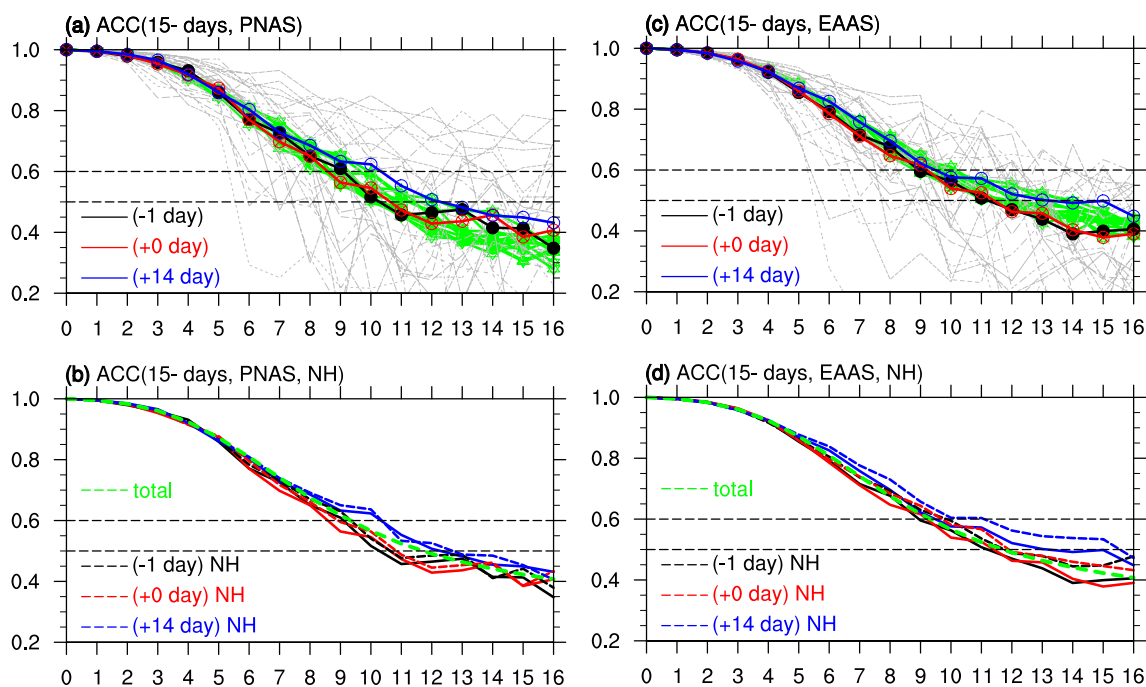 (a) ACC(15- days, PNAS)
1.0
0.8
0.6
0.4
0.2
(-1 day)
(+0 day)
(+14 day)
0 1 2 3 4 5 6 7 8 9 10 11 12 13 14 15 16
(c) ACC(15- days, EAAS)
1.0
0.8
0.6
0.4
0.2
(-1 day)
(+0 day)
(+14 day)
0 1 2 3 4 5 6 7 8 9 10 11 12 13 14 15 16
(b) ACC(15- days, PNAS, NH)
1.0
0.8
0.6
0.4
0.2
total
(-1 day) NH
(+0 day) NH
(+14 day) NH
0 1 2 3 4 5 6 7 8 9 10 11 12 13 14 15 16
(d) ACC(15- days, EAAS, NH)
1.0
0.8
0.6
0.4
0.2
total
(-1 day) NH
(+0 day) NH
(+14 day) NH
0 1 2 3 4 5 6 7 8 9 10 11 12 13 14 15 16